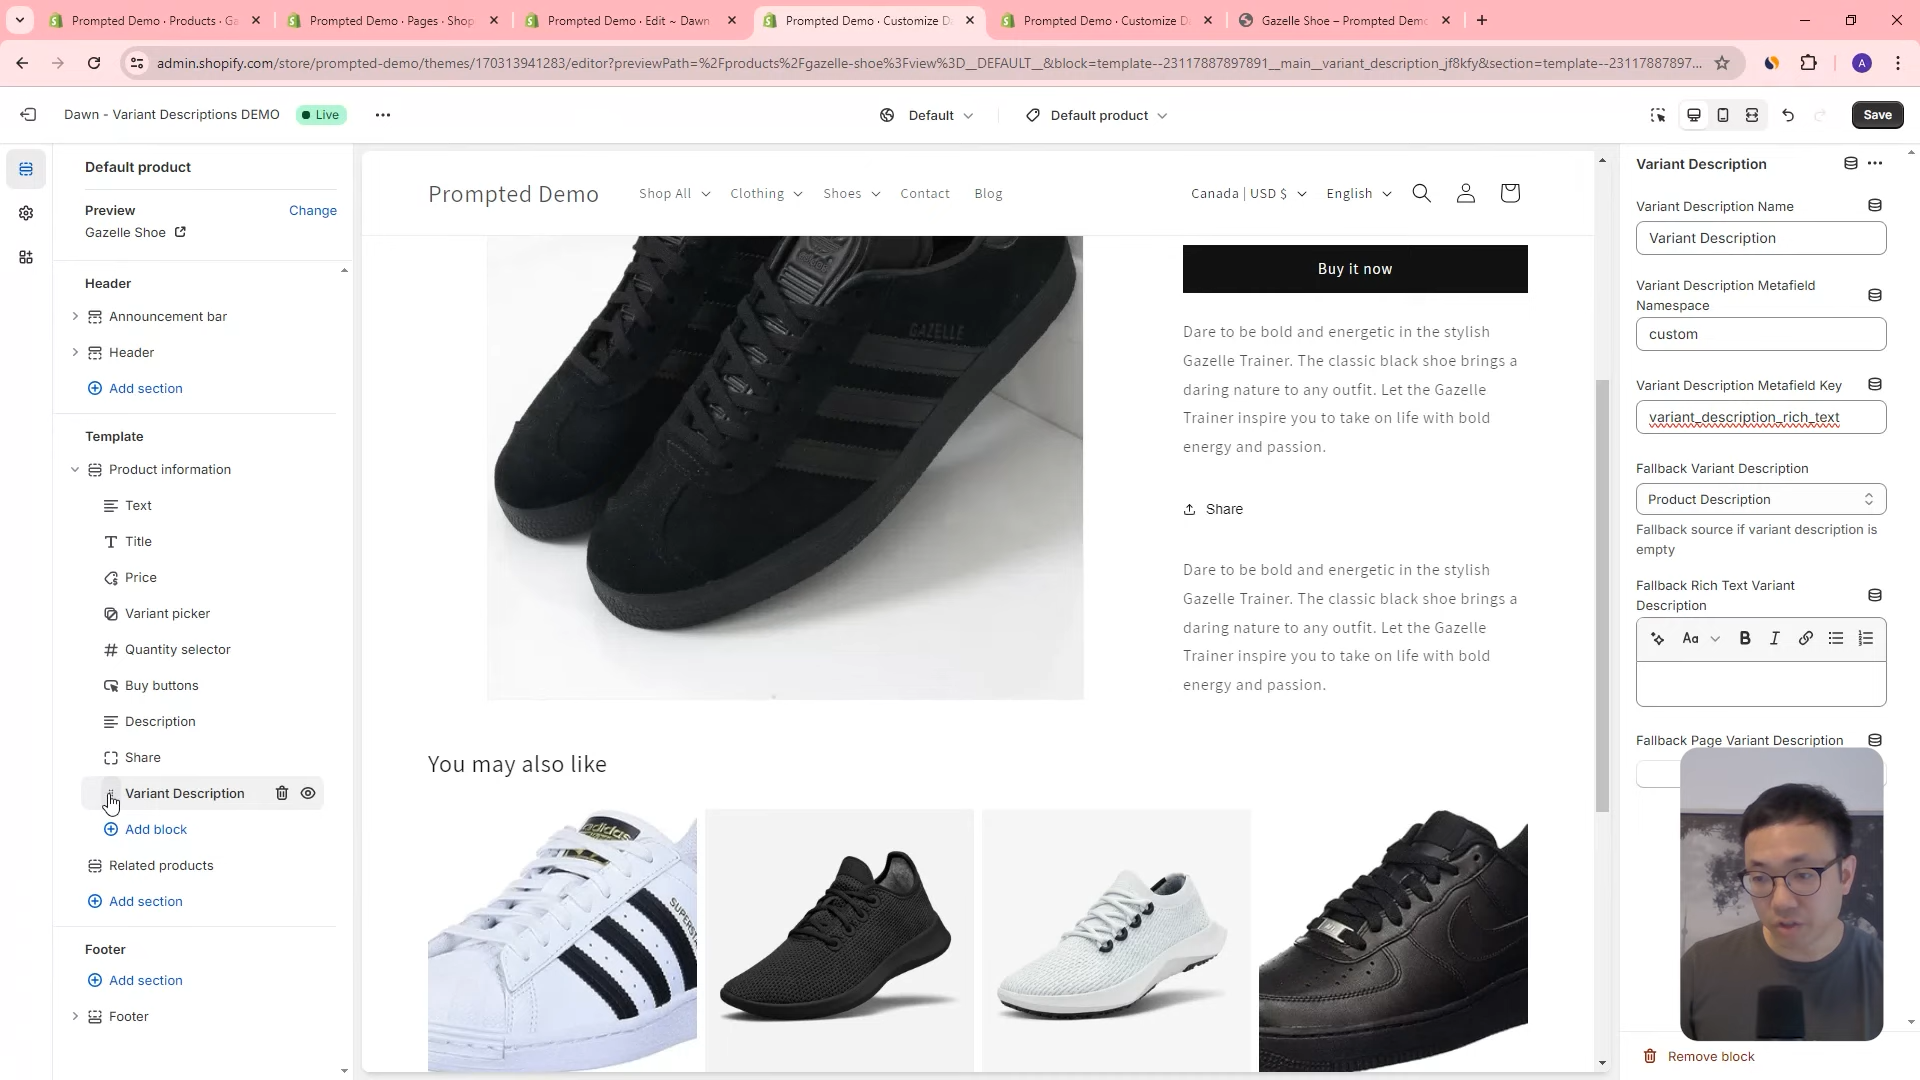 Prompted Demo · Products · Ga
Prompted Demo · Pages · Shop
Prompted Demo · Edit ~ Dawn
Prompted Demo · Customize D
Prompted Demo · Customize D
Gazelle Shoe – Prompted Demo
admin.shopify.com/store/prompted-demo/themes/170313941283/editor?previewPath=%2Fproducts%2Fgazelle-shoe%3Fview%3D__DEFAULT__&block=template--23117887897891__main__variant_description_jf8kfy&section=template--23117887897...
A
Dawn - Variant Descriptions DEMO
Live
Default
Default product
Save
Default product
Preview
Change
Gazelle Shoe
Header
Announcement bar
Header
Add section
Template
Product information
Text
Title
Price
Variant picker
Quantity selector
Buy buttons
Description
Share
Variant Description
Add block
Related products
Add section
Footer
Add section
Footer
Prompted Demo
Shop All
Clothing
Shoes
Contact
Blog
Canada | USD $
English
GAZELLE
Buy it now
Dare to be bold and energetic in the stylish
Gazelle Trainer. The classic black shoe brings a
daring nature to any outfit. Let the Gazelle
Trainer inspire you to take on life with bold
energy and passion.
Share
Dare to be bold and energetic in the stylish
Gazelle Trainer. The classic black shoe brings a
daring nature to any outfit. Let the Gazelle
Trainer inspire you to take on life with bold
energy and passion.
You may also like
adidas
SUPERSTA
Variant Description
Variant Description Name
Variant Description
Variant Description Metafield
Namespace
custom
Variant Description Metafield Key
variant_description_rich_text
Fallback Variant Description
Product Description
Fallback source if variant description is
empty
Fallback Rich Text Variant
Description
Aa
B
I
Fallback Page Variant Description
Remove block